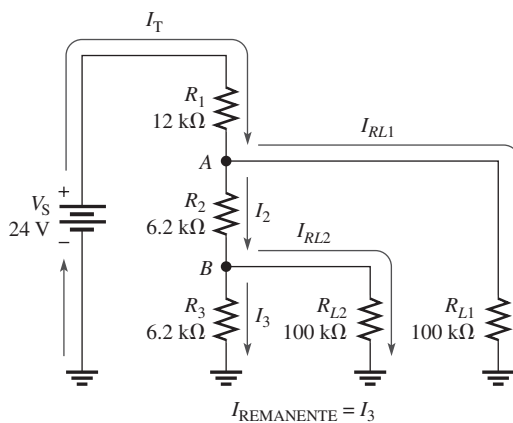 I_T
R_1
12 kΩ
I_RL1
A
+
V_S
24 V
−
R_2
6.2 kΩ
I_2
I_RL2
B
R_3
6.2 kΩ
I_3
R_L2
100 kΩ
R_L1
100 kΩ
I_REMANENTE = I_3